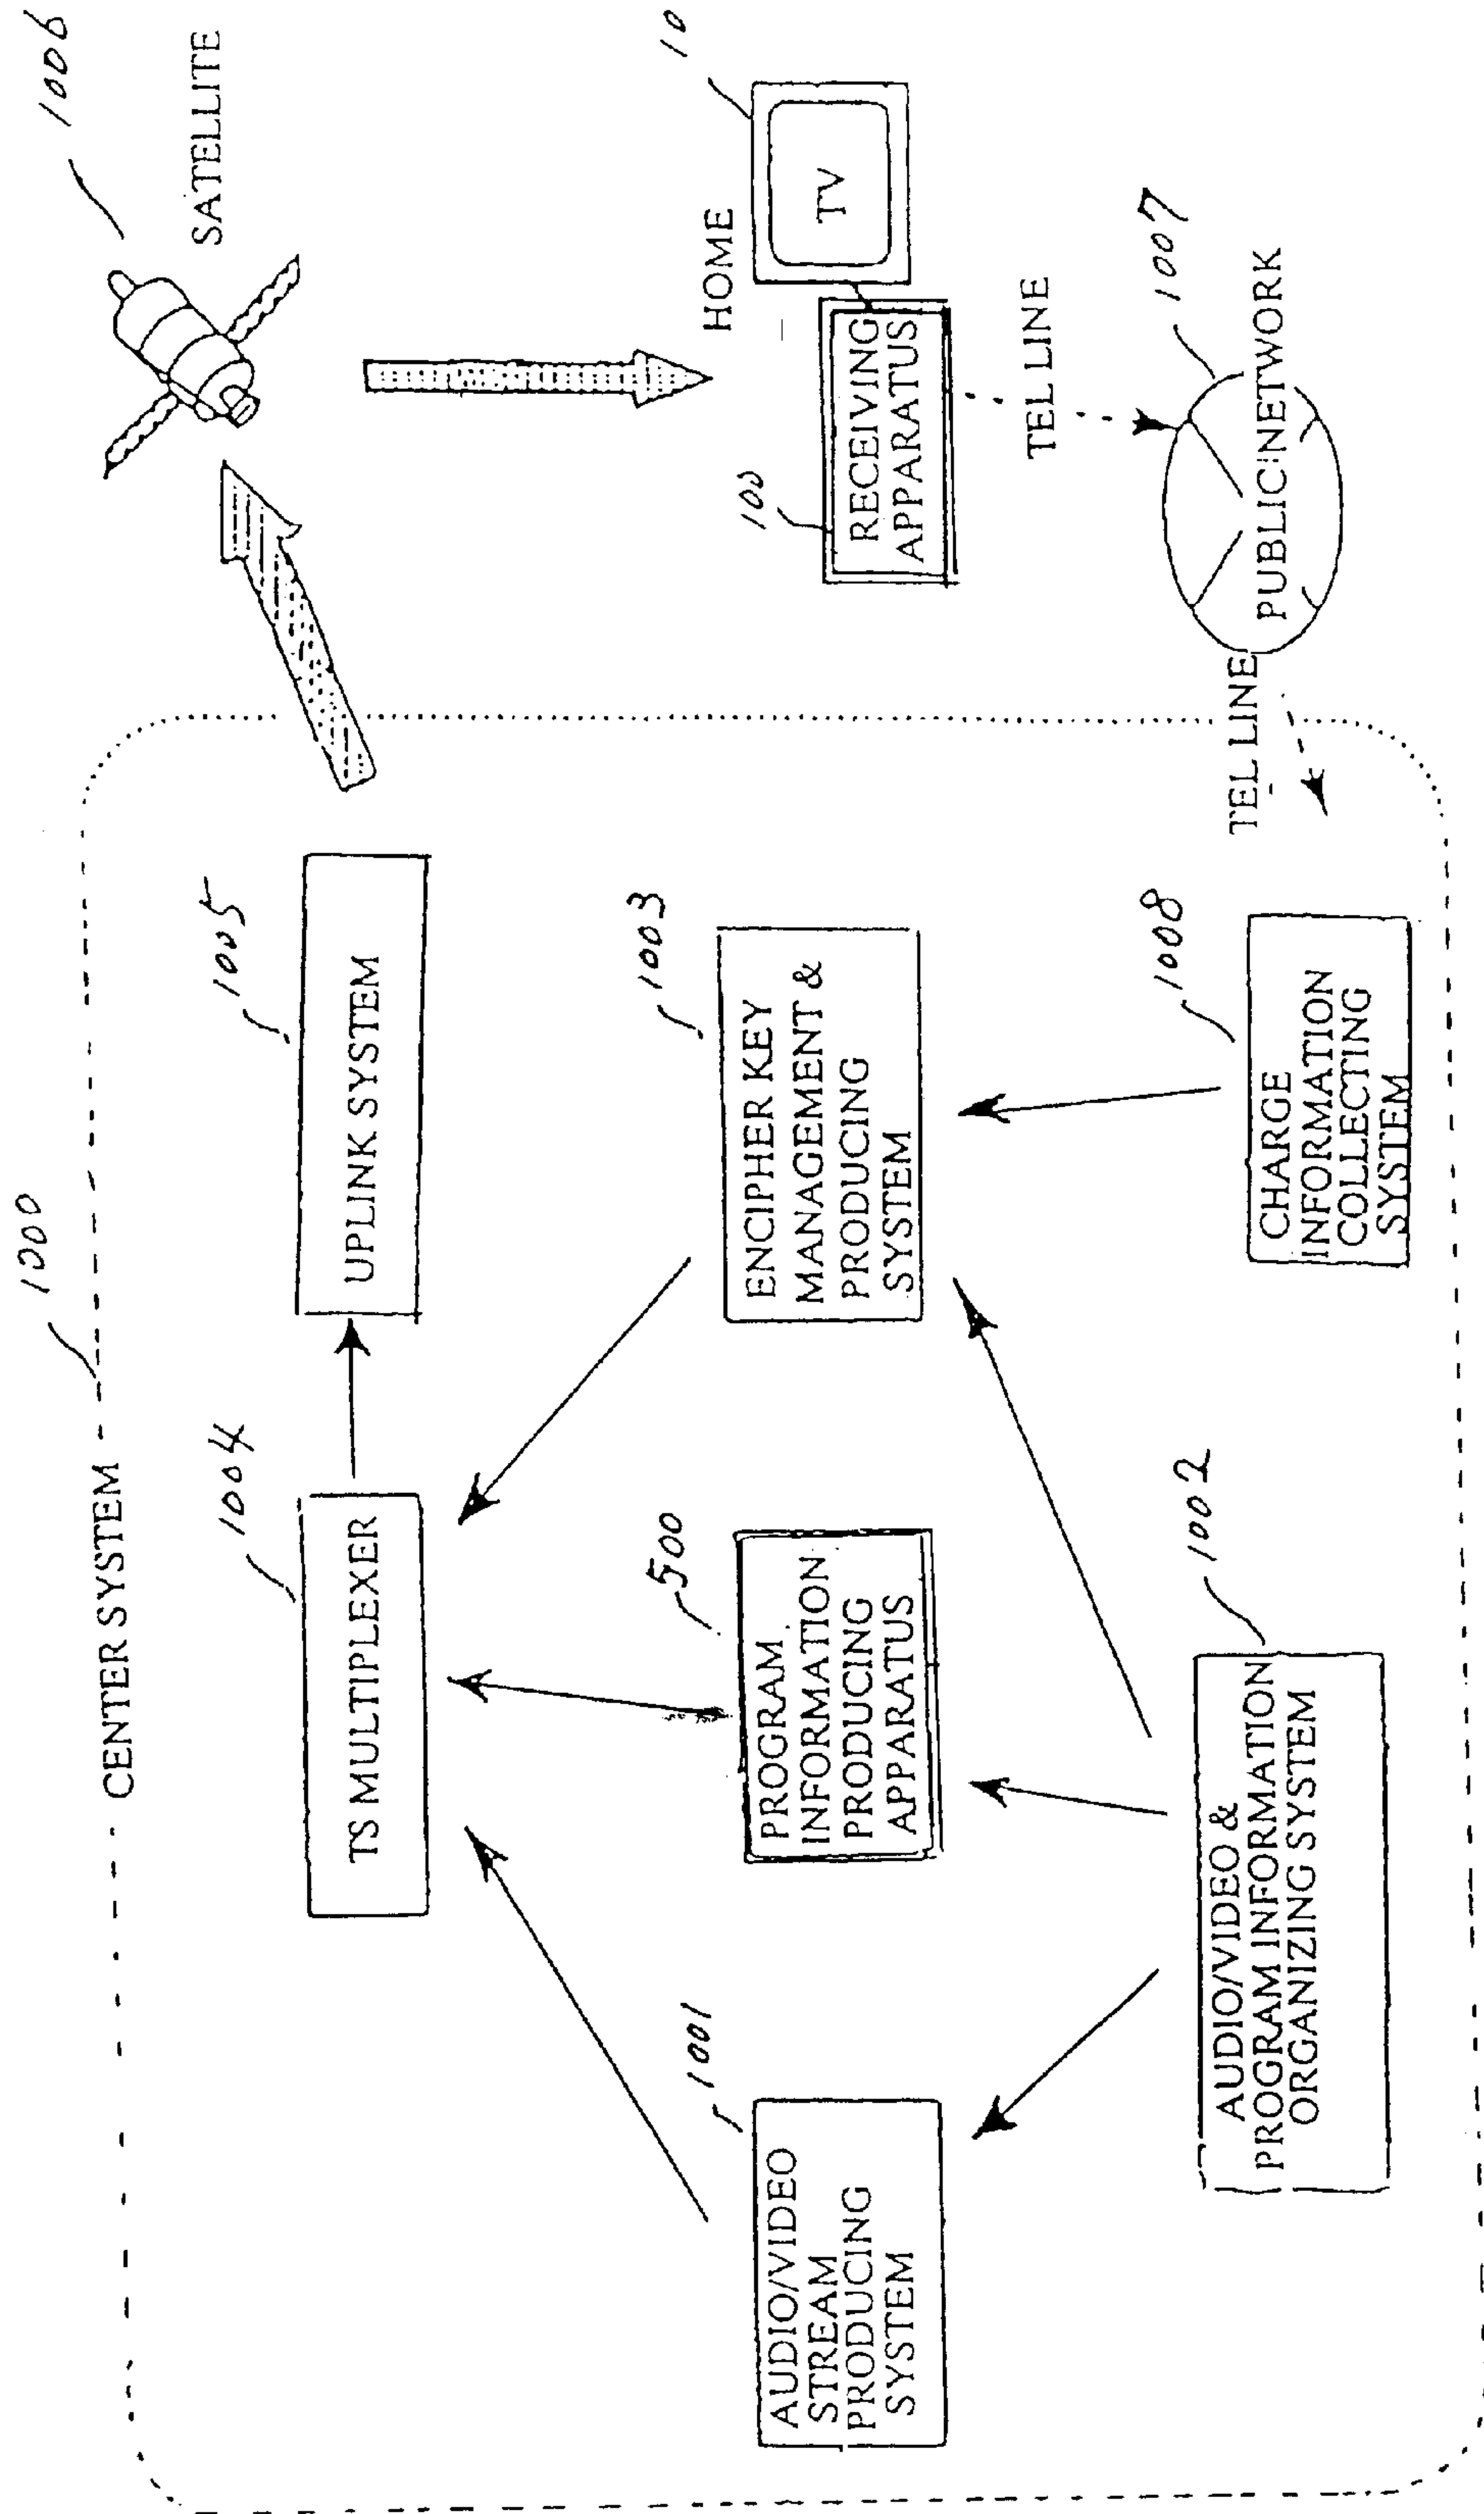 1000
CENTER SYSTEM
1004
TS MULTIPLEXER
1005
UPLINK SYSTEM
1006
SATELLITE
1001
AUDIO/VIDEO
STREAM
PRODUCING
SYSTEM
500
PROGRAM
INFORMATION
PRODUCING
APPARATUS
1003
ENCIPHER KEY
MANAGEMENT &
PRODUCING
SYSTEM
HOME
10
TV
100
RECEIVING
APPARATUS
TEL LINE
1007
PUBLIC NETWORK
TEL LINE
1002
AUDIO/VIDEO &
PROGRAM INFORMATION
ORGANIZING SYSTEM
1008
CHARGE
INFORMATION
COLLECTING
SYSTEM